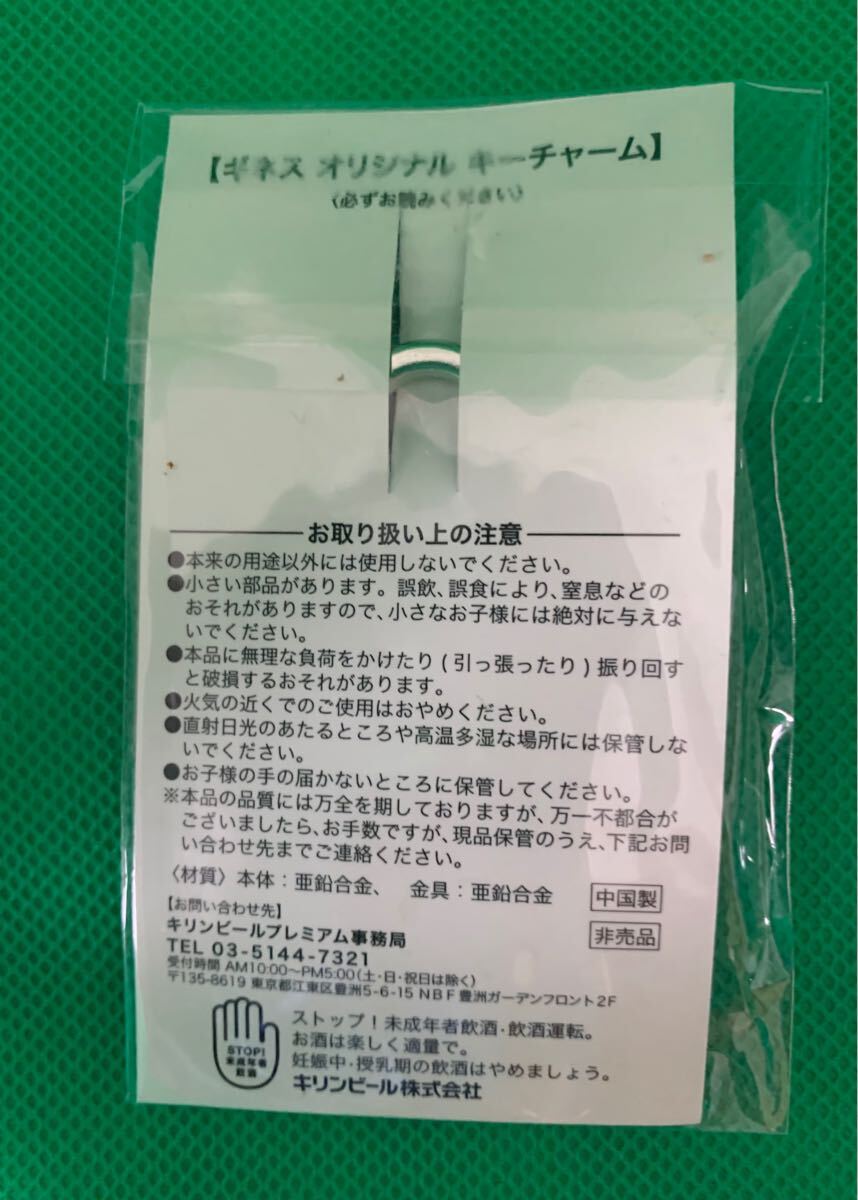 【ギネス オリジナル キーチャーム】
〈必ずお読みください〉
お取り扱い上の注意
●本来の用途以外には使用しないでください。
●小さい部品があります。誤飲、誤食により、窒息などの
おそれがありますので、小さなお子様には絶対に与えな
いでください。
●本品に無理な負荷をかけたり(引っ張ったり)振り回す
と破損するおそれがあります。
●火気の近くでのご使用はおやめください。
●直射日光のあたるところや高温多湿な場所には保管しな
いでください。
●お子様の手の届かないところに保管してください。
※本品の品質には万全を期しておりますが、万一不都合が
ございましたら、お手数ですが、現品保管のうえ、下記お問
い合わせ先までご連絡ください。
〈材質〉本体：亜鉛合金、 金具：亜鉛合金 中国製
【お問い合わせ先】
キリンビールプレミアム事務局 非売品
TEL 03-5144-7321
受付時間 AM10:00〜PM5:00(土・日・祝日は除く)
〒135-8619 東京都江東区豊洲5-6-15 NBF豊洲ガーデンフロント2F
STOP!
未成年者
飲酒
ストップ！未成年者飲酒・飲酒運転。
お酒は楽しく適量で。
妊娠中・授乳期の飲酒はやめましょう。
キリンビール株式会社